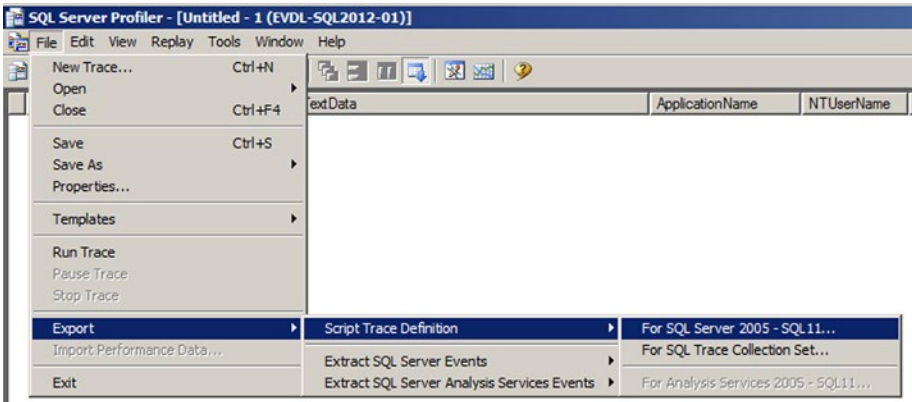 SQL Server Profiler - [Untitled - 1 (EVDL-SQL2012-01)]
File Edit View Replay Tools Window Help
New Trace... Ctrl+N
Open
Close Ctrl+F4
TextData ApplicationName NTUserName
Save Ctrl+S
Save As
Properties...
Templates
Run Trace
Pause Trace
Stop Trace
Export Script Trace Definition For SQL Server 2005 - SQL11...
Import Performance Data... Extract SQL Server Events For SQL Trace Collection Set...
Exit Extract SQL Server Analysis Services Events For Analysis Services 2005 - SQL11...